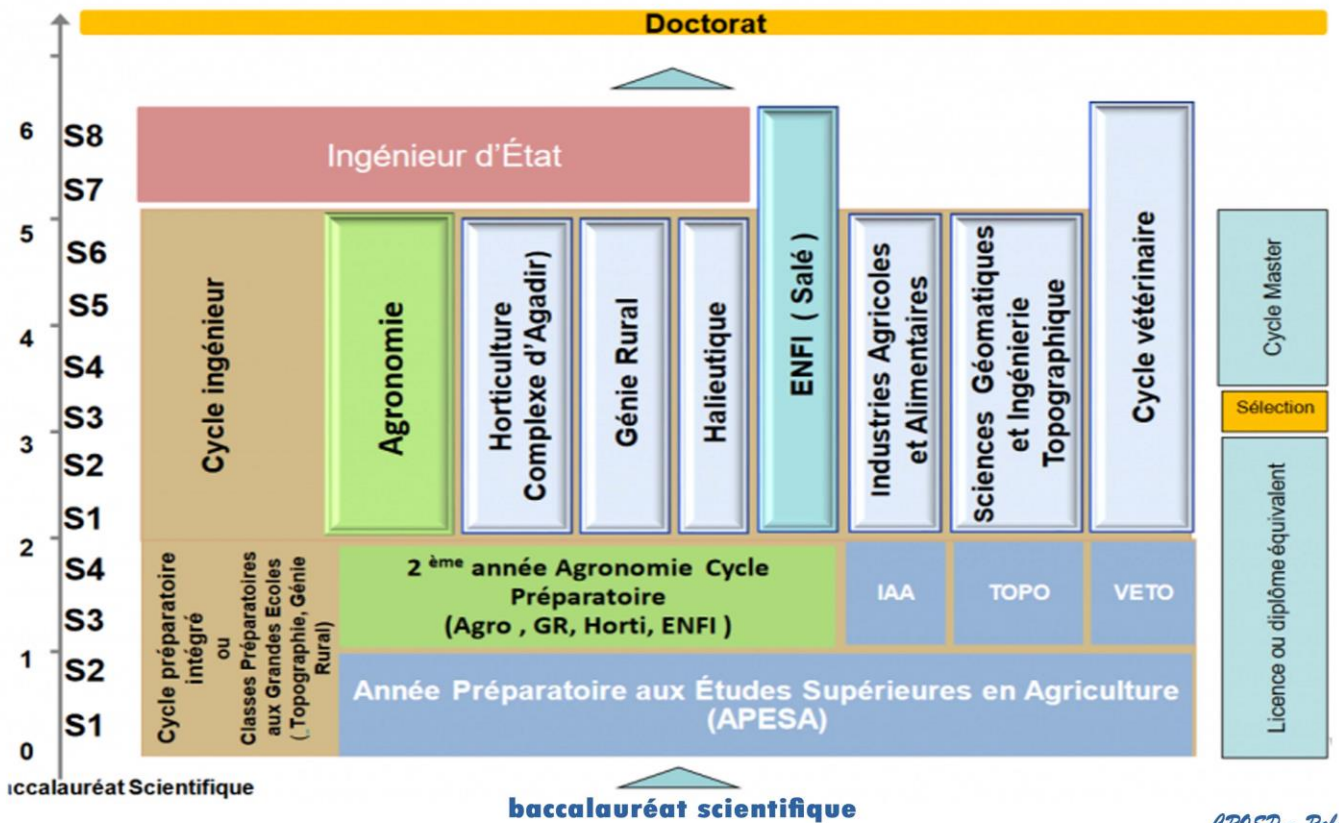 Doctorat
6
S8
S7
Ingénieur d'État
5
S6
S5
4
S4
S3
3
S2
S1
2
S4
S3
1
S2
S1
0
Cycle ingénieur
Agronomie
Horticulture
Complexe d'Agadir)
Génie Rural
Halieutique
ENFI ( Salé )
Industries Agricoles
et Alimentaires
Sciences Géomatiques
et Ingénierie
Topographique
Cycle vétérinaire
Cycle Master
Sélection
Licence ou diplôme équivalent
Cycle préparatoire
intégré
ou
Classes Préparatoires
aux Grandes Ecoles
( Topographie, Génie
Rural)
2 ème année Agronomie Cycle
Préparatoire
(Agro , GR, Horti, ENFI )
IAA
TOPO
VETO
Année Préparatoire aux Études Supérieures en Agriculture
(APESA)
ccalauréat Scientifique
baccalauréat scientifique